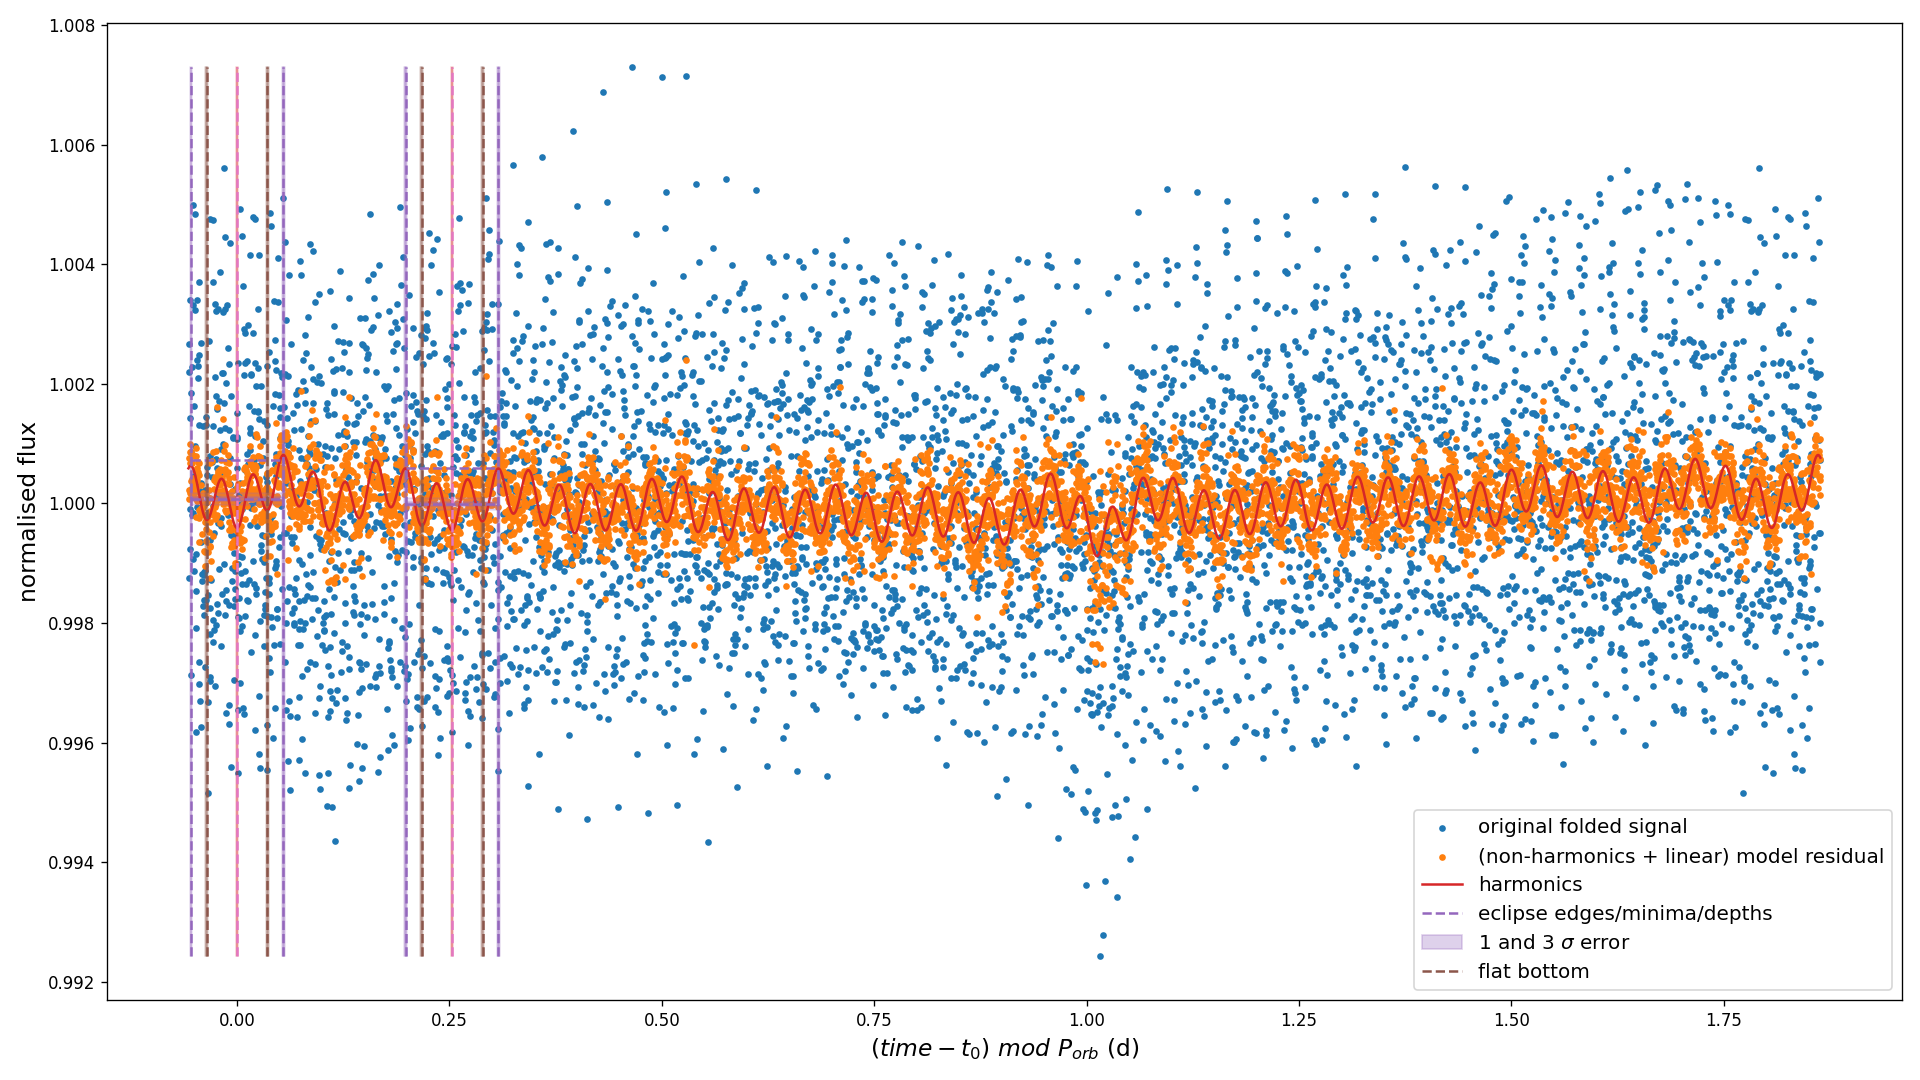 1.008
1.006
1.004
1.002
1.000
0.998
0.996
0.994
0.992
normalised flux
0.00 0.25 0.50 0.75 1.00 1.25 1.50 1.75
(time − t₀) mod P_orb (d)
original folded signal
(non-harmonics + linear) model residual
harmonics
eclipse edges/minima/depths
1 and 3 σ error
flat bottom